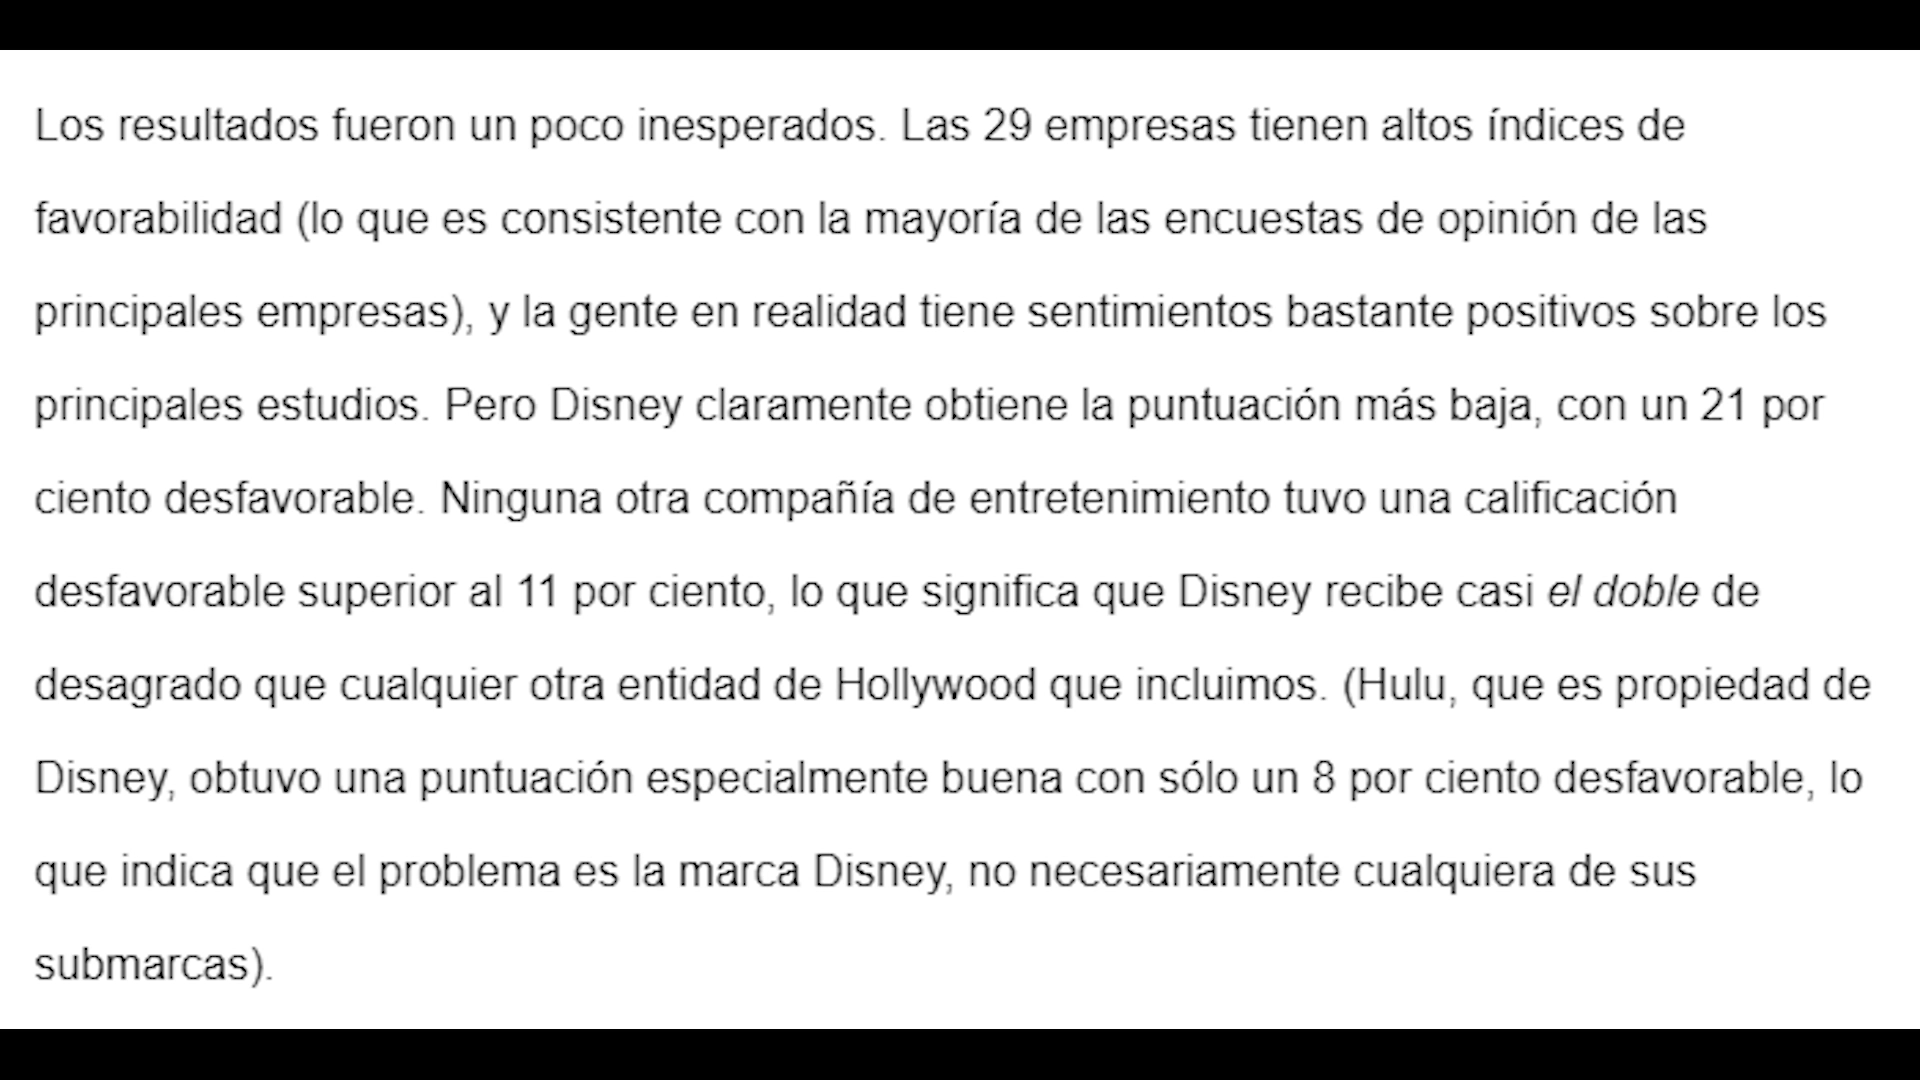 Los resultados fueron un poco inesperados. Las 29 empresas tienen altos índices de
favorabilidad (lo que es consistente con la mayoría de las encuestas de opinión de las
principales empresas), y la gente en realidad tiene sentimientos bastante positivos sobre los
principales estudios. Pero Disney claramente obtiene la puntuación más baja, con un 21 por
ciento desfavorable. Ninguna otra compañía de entretenimiento tuvo una calificación
desfavorable superior al 11 por ciento, lo que significa que Disney recibe casi el doble de
desagrado que cualquier otra entidad de Hollywood que incluimos. (Hulu, que es propiedad de
Disney, obtuvo una puntuación especialmente buena con sólo un 8 por ciento desfavorable, lo
que indica que el problema es la marca Disney, no necesariamente cualquiera de sus
submarcas).